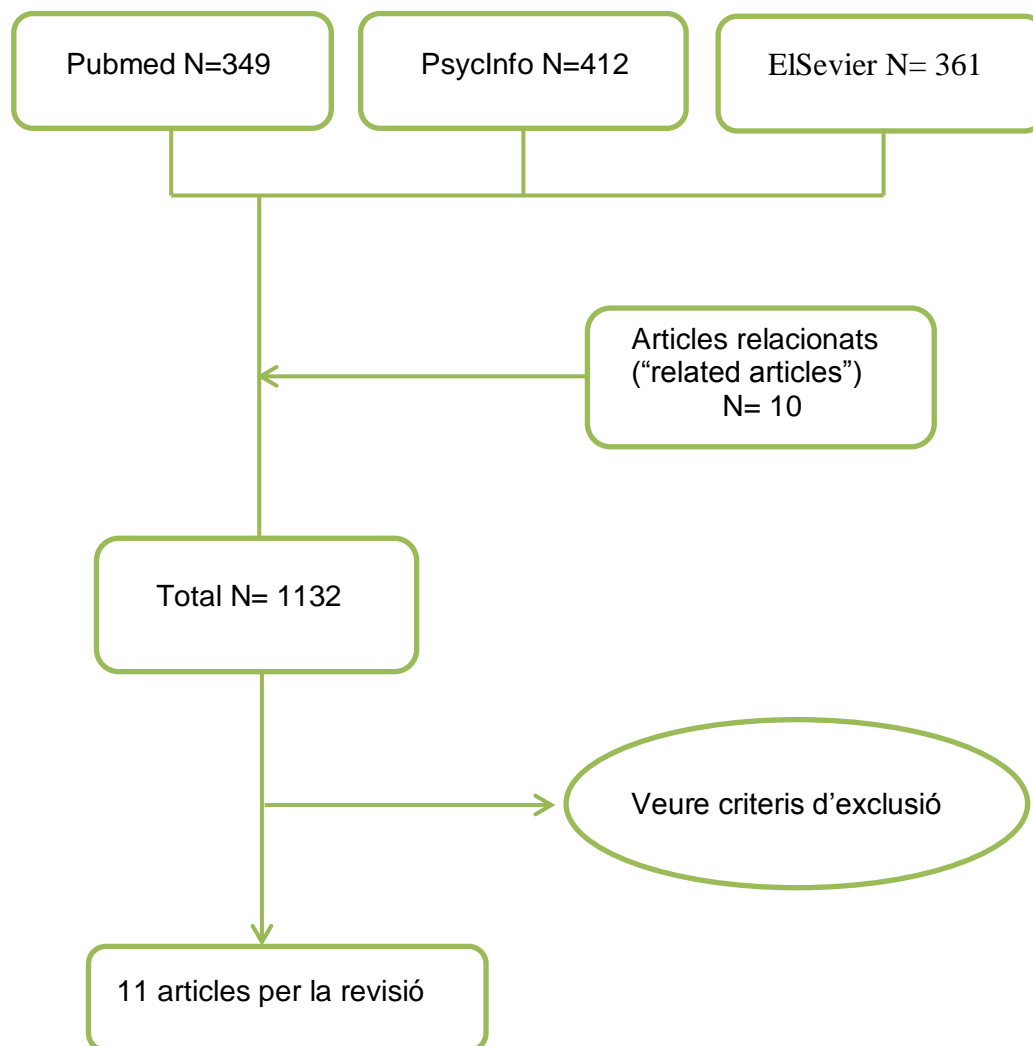 Pubmed N=349
PsycInfo N=412
ElSevier N= 361
Articles relacionats
(“related articles”)
N= 10
Total N= 1132
Veure criteris d’exclusió
11 articles per la revisió